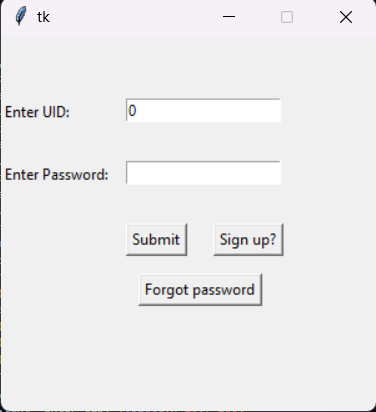 tk
Enter UID: 0
Enter Password:
Submit Sign up?
Forgot password